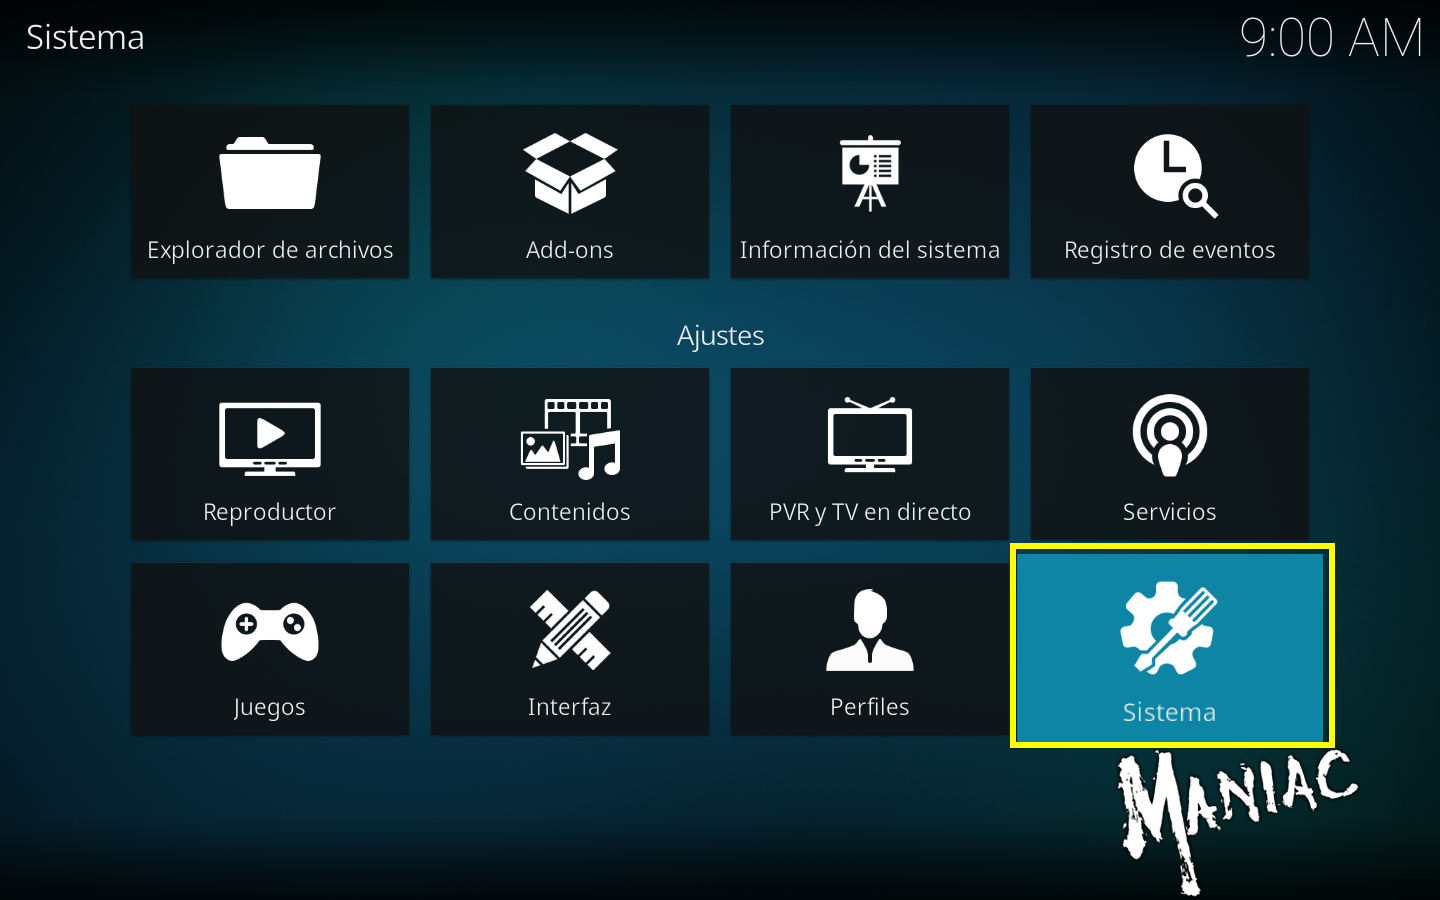 Sistema
9:00 AM
Explorador de archivos
Add-ons
Información del sistema
Registro de eventos
Ajustes
Reproductor
Contenidos
PVR y TV en directo
Servicios
Juegos
Interfaz
Perfiles
Sistema
MANIAC